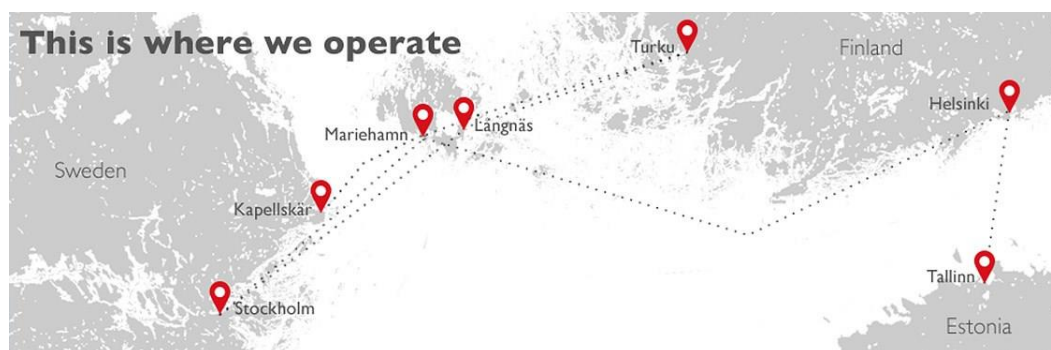 This is where we operate
Turku
Finland
Helsinki
Mariehamn
Långnäs
Sweden
Kapellskär
Tallinn
Stockholm
Estonia